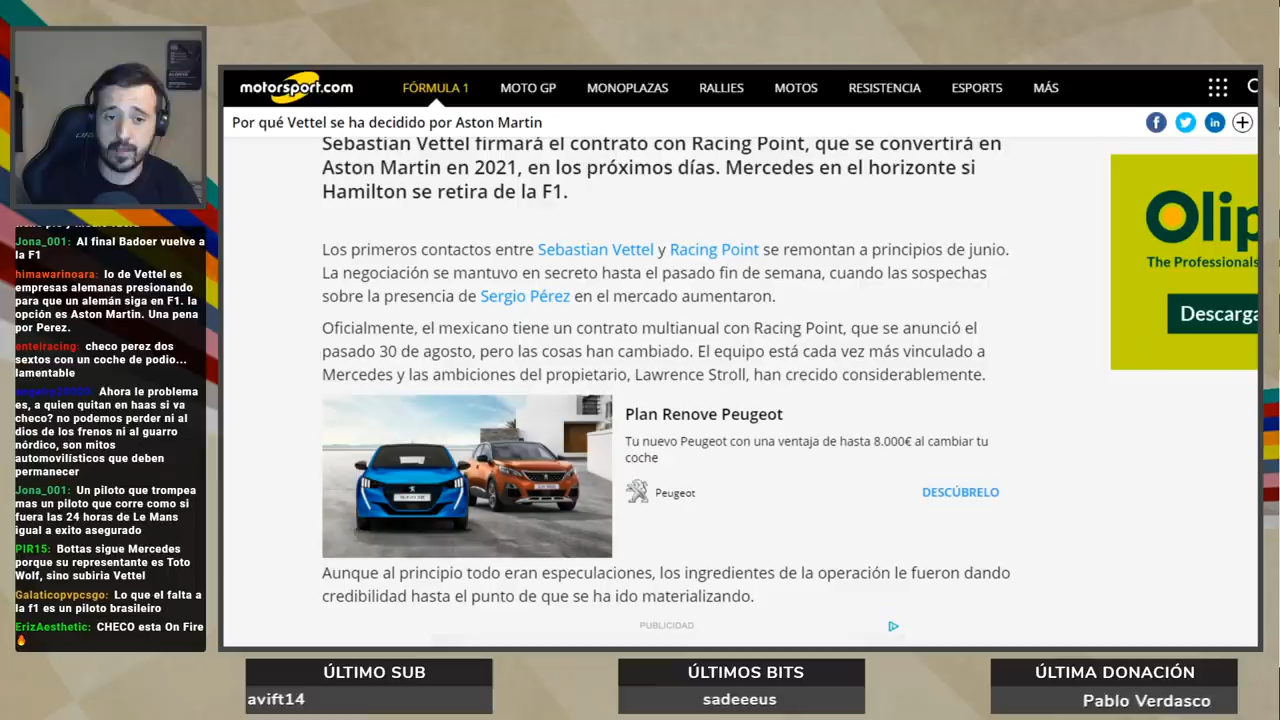 motorsport.com
FÓRMULA 1
MOTO GP
MONOPLAZAS
RALLIES
MOTOS
RESISTENCIA
ESPORTS
MÁS
Por qué Vettel se ha decidido por Aston Martin
Sebastian Vettel firmará el contrato con Racing Point, que se convertirá en
Aston Martin en 2021, en los próximos días. Mercedes en el horizonte si
Hamilton se retira de la F1.
Los primeros contactos entre Sebastian Vettel y Racing Point se remontan a principios de junio.
La negociación se mantuvo en secreto hasta el pasado fin de semana, cuando las sospechas
sobre la presencia de Sergio Pérez en el mercado aumentaron.
Oficialmente, el mexicano tiene un contrato multianual con Racing Point, que se anunció el
pasado 30 de agosto, pero las cosas han cambiado. El equipo está cada vez más vinculado a
Mercedes y las ambiciones del propietario, Lawrence Stroll, han crecido considerablemente.
Plan Renove Peugeot
Tu nuevo Peugeot con una ventaja de hasta 8.000€ al cambiar tu
coche
Peugeot
DESCÚBRELO
Aunque al principio todo eran especulaciones, los ingredientes de la operación le fueron dando
credibilidad hasta el punto de que se ha ido materializando.
PUBLICIDAD
Olip
The Professionals
Descarga
Jona_001: Al final Badoer vuelve a
la F1
himawarinoara: lo de Vettel es
empresas alemanas presionando
para que un alemán siga en F1. la
opción es Aston Martin. Una pena
por Perez.
entelracing: checo perez dos
sextos con un coche de podio...
lamentable
Ahora le problema
es, a quien quitan en haas si va
checo? no podemos perder ni al
dios de los frenos ni al guarro
nórdico, son mitos
automovilísticos que deben
permanecer
Jona_001: Un piloto que trompea
mas un piloto que corre como si
fuera las 24 horas de Le Mans
igual a exito asegurado
PIR15: Bottas sigue Mercedes
porque su representante es Toto
Wolf, sino subiria Vettel
Galaticopvpcsgo: Lo que el falta a
la f1 es un piloto brasileiro
ErizAesthetic: CHECO esta On Fire
ÚLTIMO SUB
avift14
ÚLTIMOS BITS
sadeeeus
ÚLTIMA DONACIÓN
Pablo Verdasco